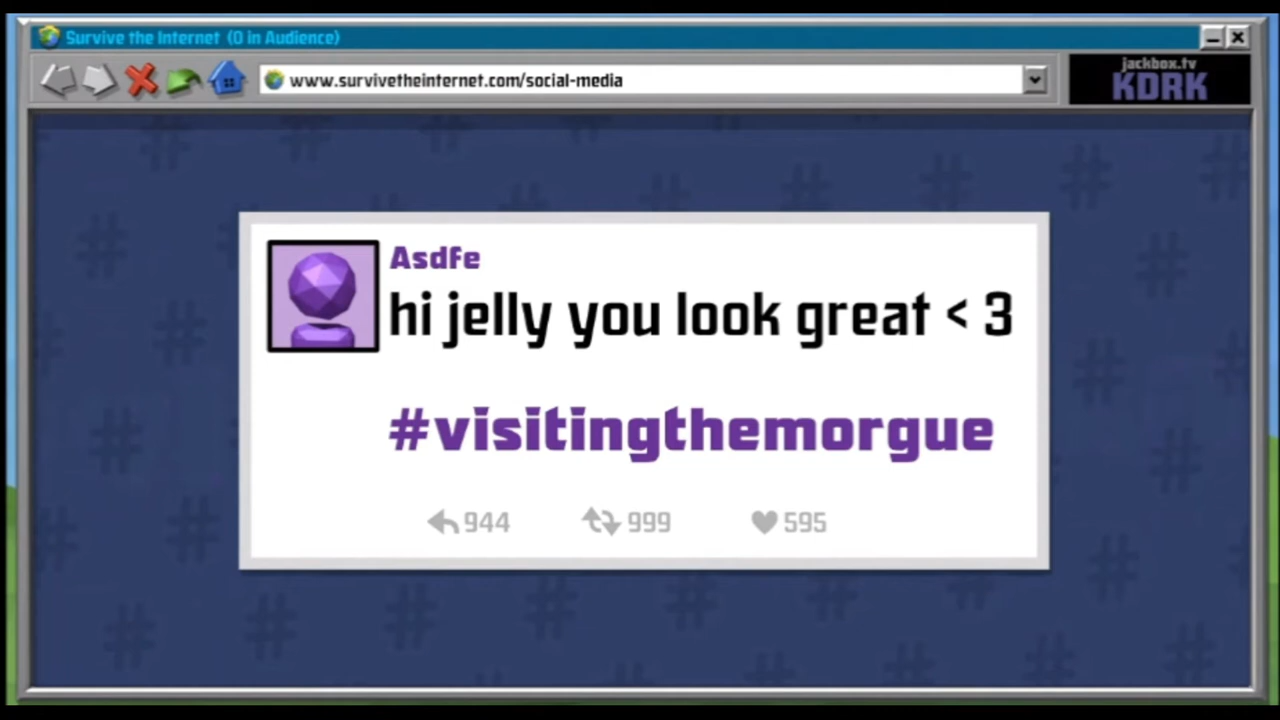 Survive the Internet (0 in Audience)
www.survivetheinternet.com/social-media
jackbox.tv
KDRK
Asdfe
hi jelly you look great < 3
#visitingthemorgue
944 999 595